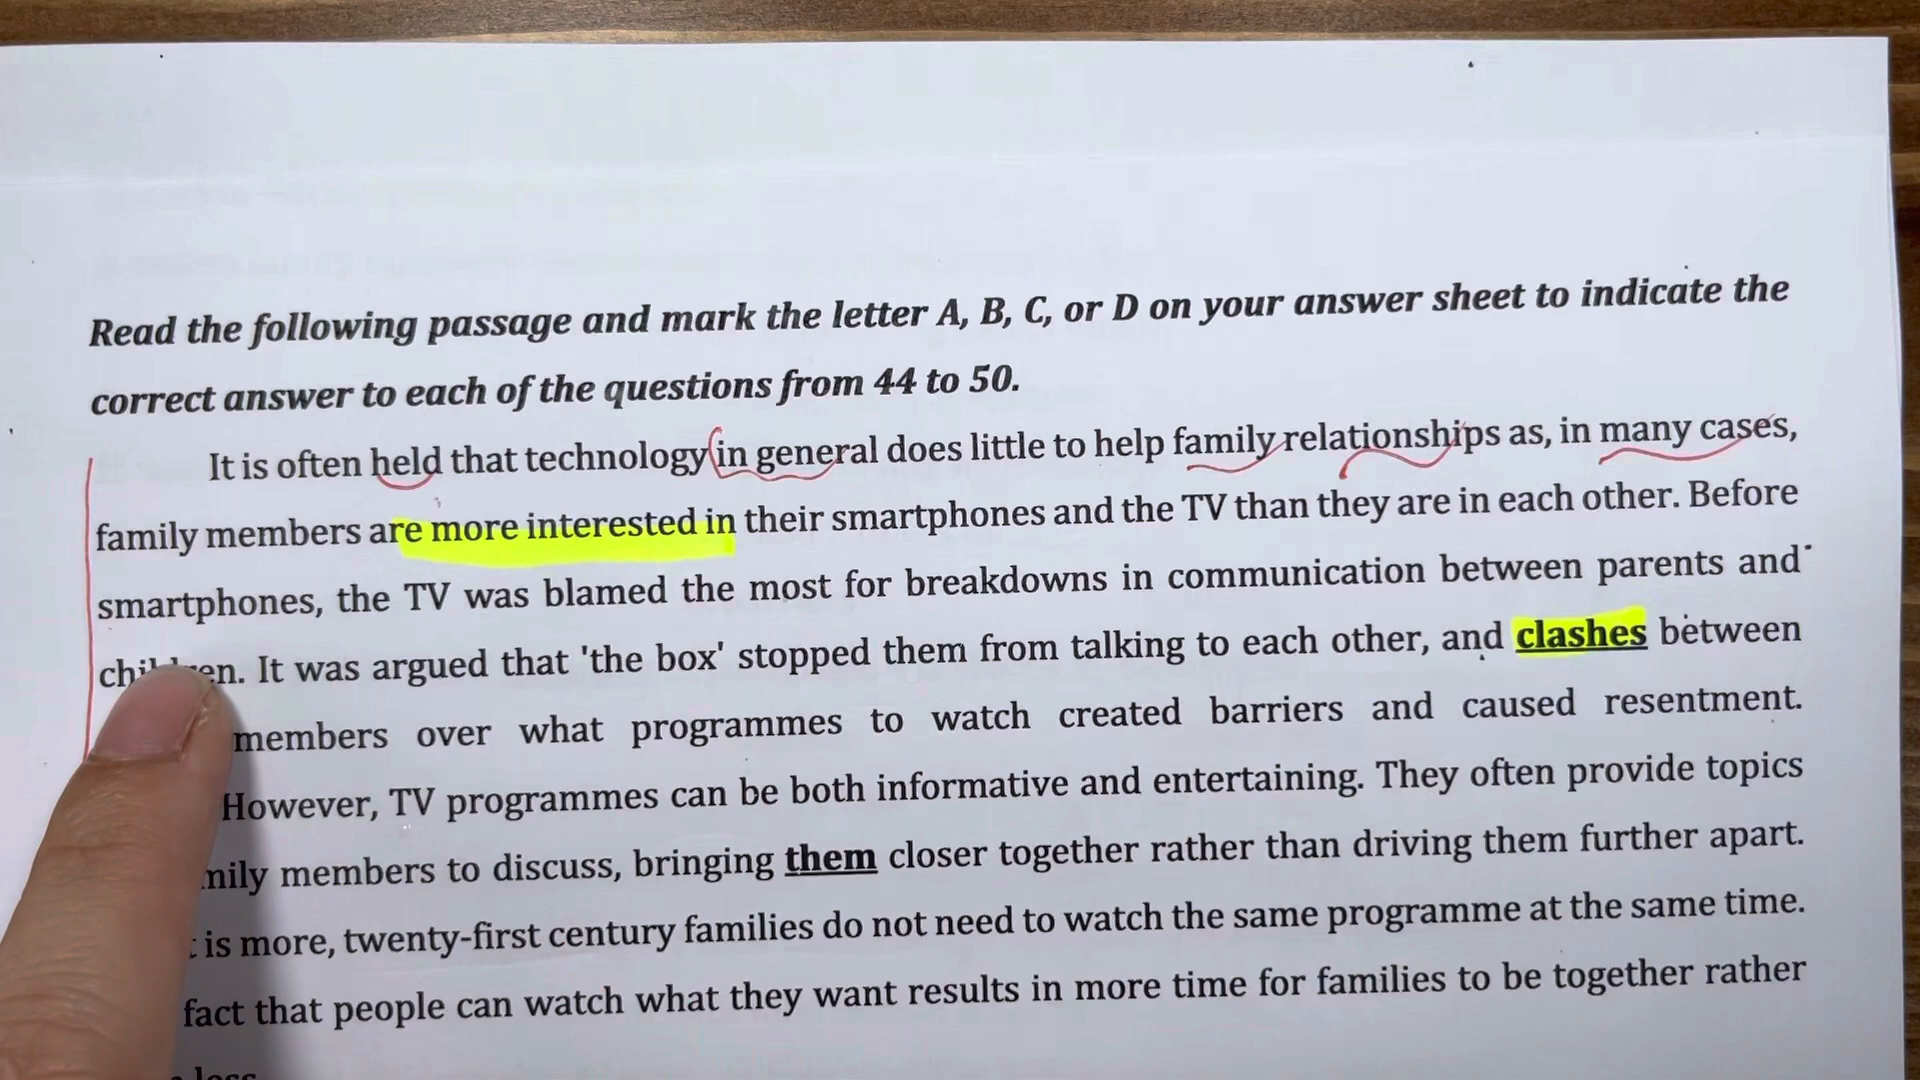 Read the following passage and mark the letter A, B, C, or D on your answer sheet to indicate the
correct answer to each of the questions from 44 to 50.
It is often held that technology in general does little to help family relationships as, in many cases,
family members are more interested in their smartphones and the TV than they are in each other. Before
smartphones, the TV was blamed the most for breakdowns in communication between parents and
children. It was argued that 'the box' stopped them from talking to each other, and clashes between
members over what programmes to watch created barriers and caused resentment.
However, TV programmes can be both informative and entertaining. They often provide topics
members to discuss, bringing them closer together rather than driving them further apart.
is more, twenty-first century families do not need to watch the same programme at the same time.
fact that people can watch what they want results in more time for families to be together rather